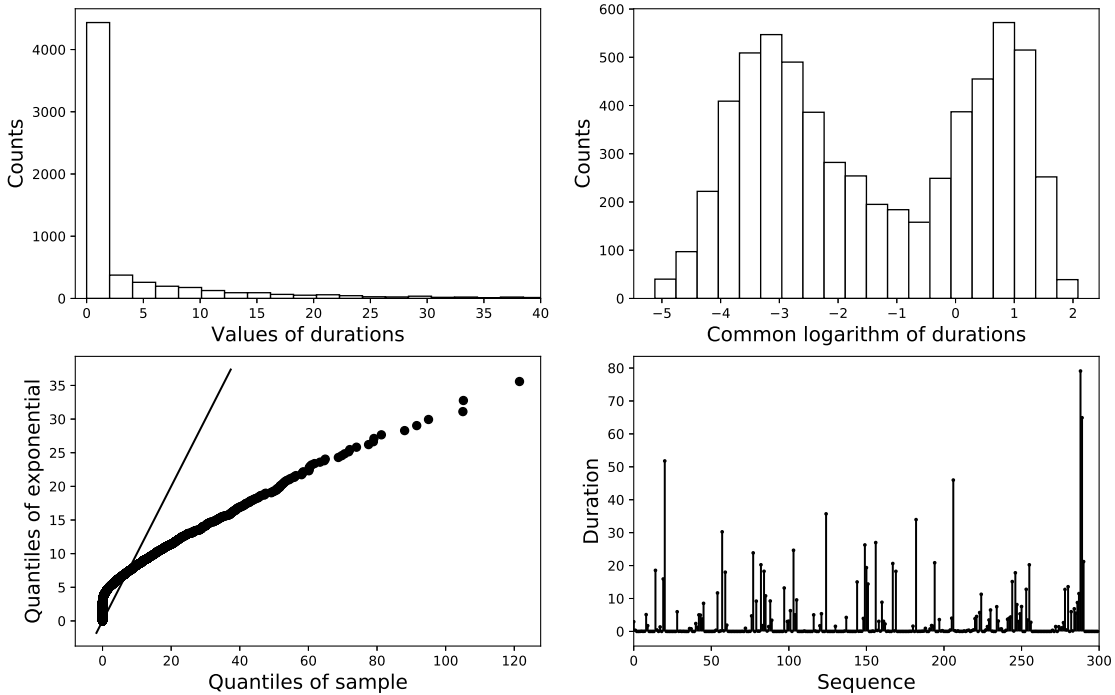 4000
3000
2000
1000
0
Counts
0 5 10 15 20 25 30 35 40
Values of durations
600
500
400
300
200
100
0
Counts
−5 −4 −3 −2 −1 0 1 2
Common logarithm of durations
35
30
25
20
15
10
5
0
Quantiles of exponential
0 20 40 60 80 100 120
Quantiles of sample
80
70
60
50
40
30
20
10
0
Duration
0 50 100 150 200 250 300
Sequence